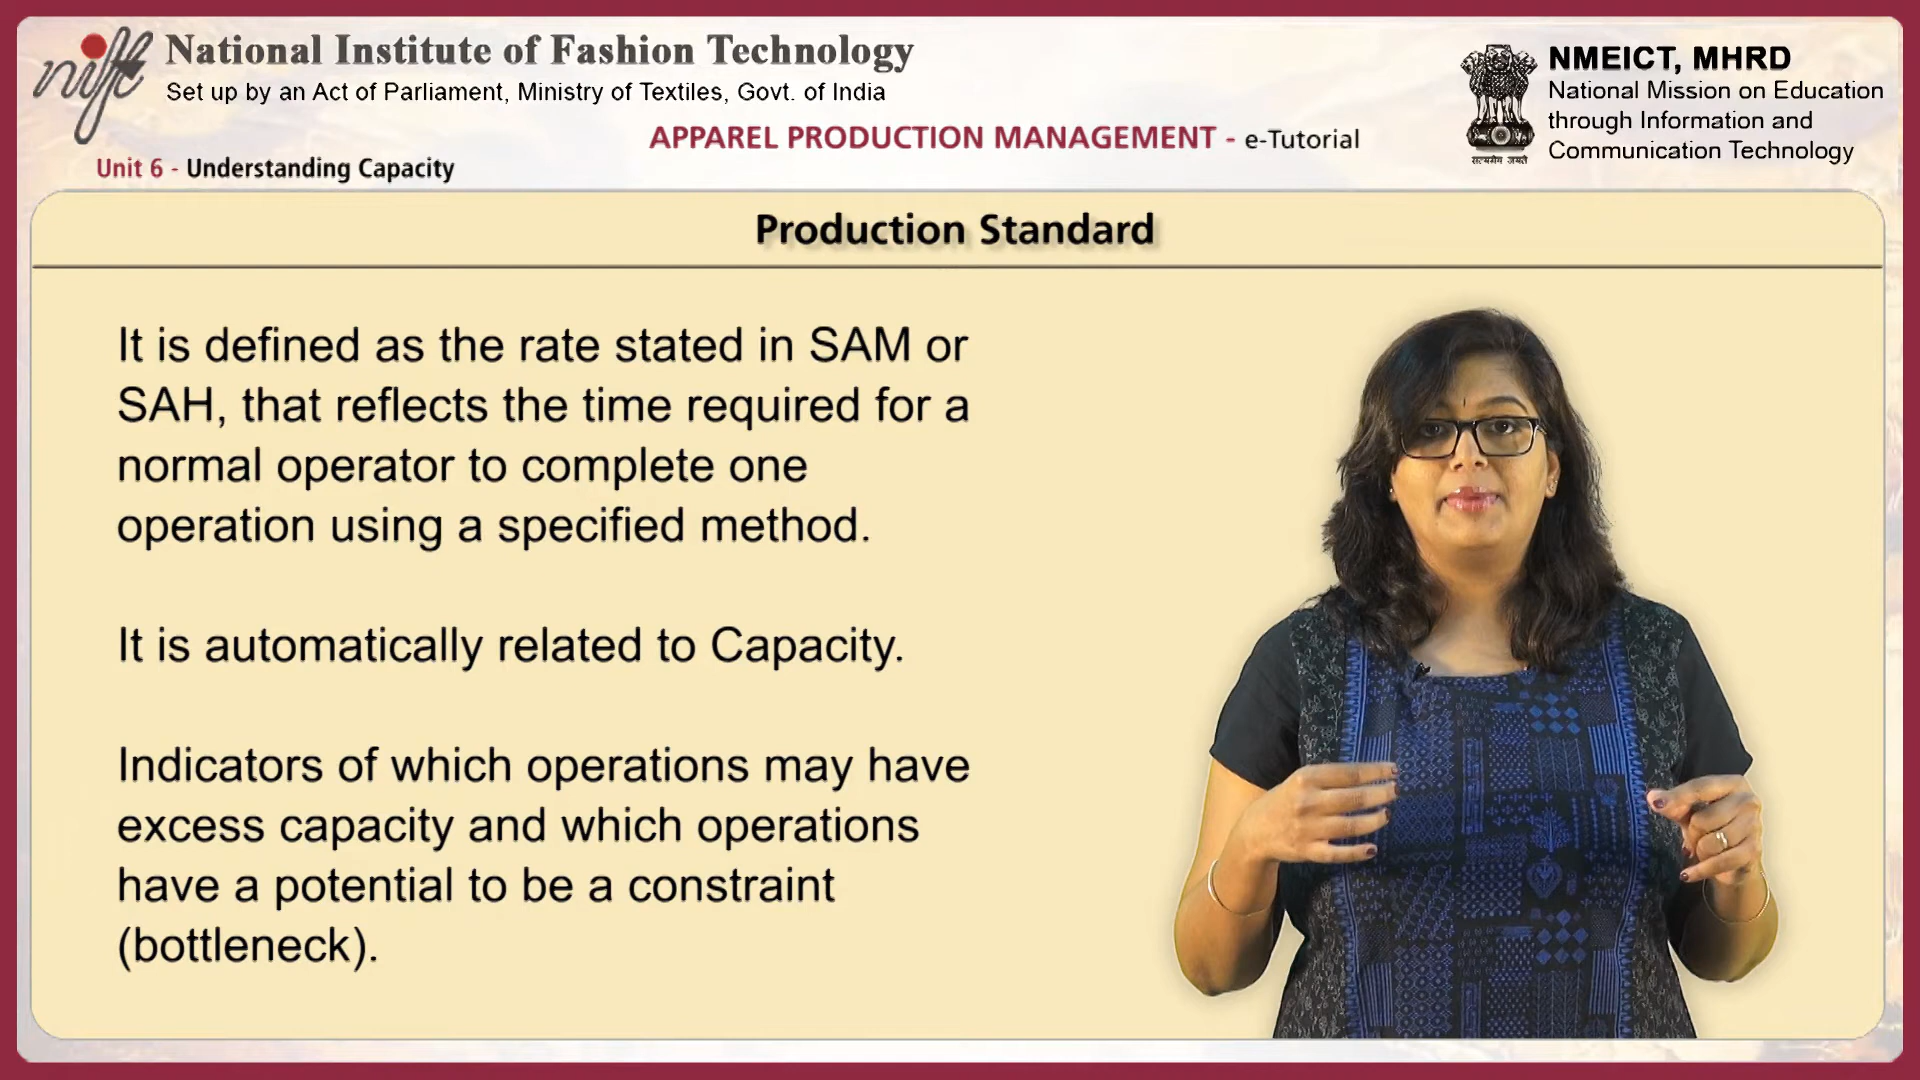 nift
National Institute of Fashion Technology
Set up by an Act of Parliament, Ministry of Textiles, Govt. of India
APPAREL PRODUCTION MANAGEMENT - e-Tutorial
Unit 6 - Understanding Capacity
सत्यमेव जयते
NMEICT, MHRD
National Mission on Education
through Information and
Communication Technology
Production Standard
It is defined as the rate stated in SAM or
SAH, that reflects the time required for a
normal operator to complete one
operation using a specified method.
It is automatically related to Capacity.
Indicators of which operations may have
excess capacity and which operations
have a potential to be a constraint
(bottleneck).